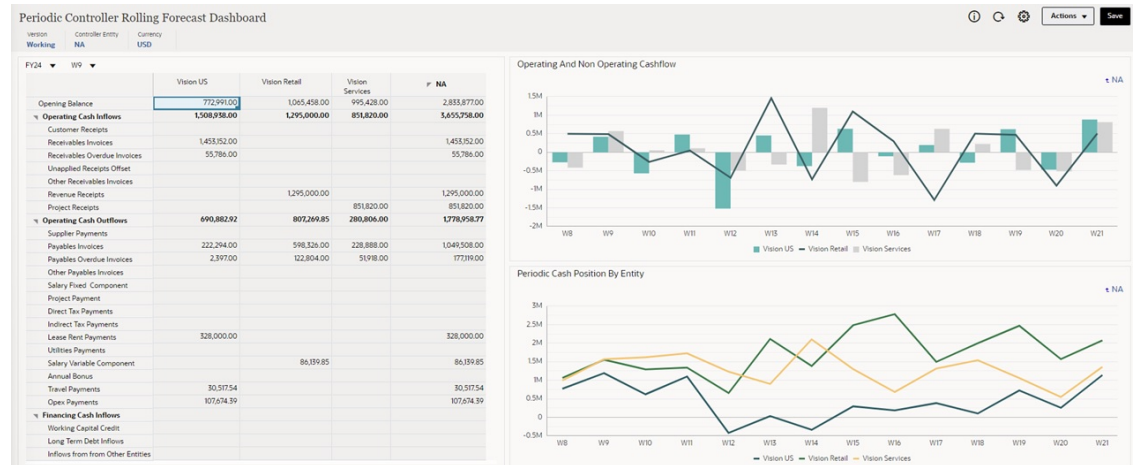 Periodic Controller Rolling Forecast Dashboard
Actions Save
Version Controller Entity Currency
Working NA USD
FY24 W9
Vision US Vision Retail Vision Services NA
Opening Balance 772,991.00 1,065,458.00 995,428.00 2,833,877.00
Operating Cash Inflows 1,508,938.00 1,295,000.00 851,820.00 3,655,758.00
Customer Receipts
Receivables Invoices 1,453,152.00 1,453,152.00
Receivables Overdue Invoices 55,786.00 55,786.00
Unapplied Receipts Offset
Other Receivables Invoices
Revenue Receipts 1,295,000.00 1,295,000.00
Project Receipts 851,820.00 851,820.00
Operating Cash Outflows 690,882.92 807,269.85 280,806.00 1,778,958.77
Supplier Payments
Payables Invoices 222,294.00 598,326.00 228,888.00 1,049,508.00
Payables Overdue Invoices 2,397.00 122,804.00 51,918.00 177,119.00
Other Payables Invoices
Salary Fixed Component
Project Payment
Direct Tax Payments
Indirect Tax Payments
Lease Rent Payments 328,000.00 328,000.00
Utilities Payments
Salary Variable Component 86,139.85 86,139.85
Annual Bonus
Travel Payments 30,517.54 30,517.54
Opex Payments 107,674.39 107,674.39
Financing Cash Inflows
Working Capital Credit
Long Term Debt Inflows
Inflows from from Other Entities
Operating And Non Operating Cashflow
NA
1.5M
1M
0.5M
0
-0.5M
-1M
-1.5M
-2M
W8 W9 W10 W11 W12 W13 W14 W15 W16 W17 W18 W19 W20 W21
Vision US Vision Retail Vision Services
Periodic Cash Position By Entity
NA
3M
2.5M
2M
1.5M
1M
0.5M
0
-0.5M
W8 W9 W10 W11 W12 W13 W14 W15 W16 W17 W18 W19 W20 W21
Vision US Vision Retail Vision Services